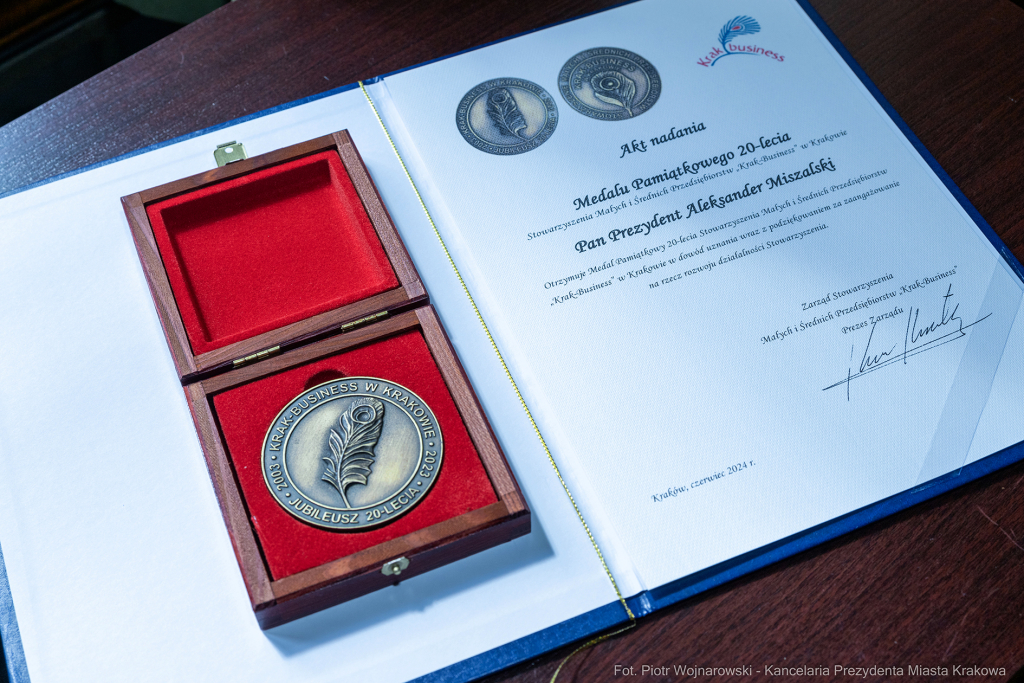 KRAK-BUSINESS W KRAKOWIE
2003 • JUBILEUSZ 20-LECIA • 2023
Krak business
Akt nadania
Medalu Pamiątkowego 20-lecia
Stowarzyszenia Małych i Średnich Przedsiębiorstw „Krak-Business" w Krakowie
Pan Prezydent Aleksander Miszalski
Otrzymuje Medal Pamiątkowy 20-lecia Stowarzyszenia Małych i Średnich Przedsiębiorstw
„Krak-Business" w Krakowie w dowód uznania wraz z podziękowaniem za zaangażowanie
na rzecz rozwoju działalności Stowarzyszenia.
Zarząd Stowarzyszenia
Małych i Średnich Przedsiębiorstw „Krak-Business"
Prezes Zarządu
Kraków, czerwiec 2024 r.
Fot. Piotr Wojnarowski - Kancelaria Prezydenta Miasta Krakowa